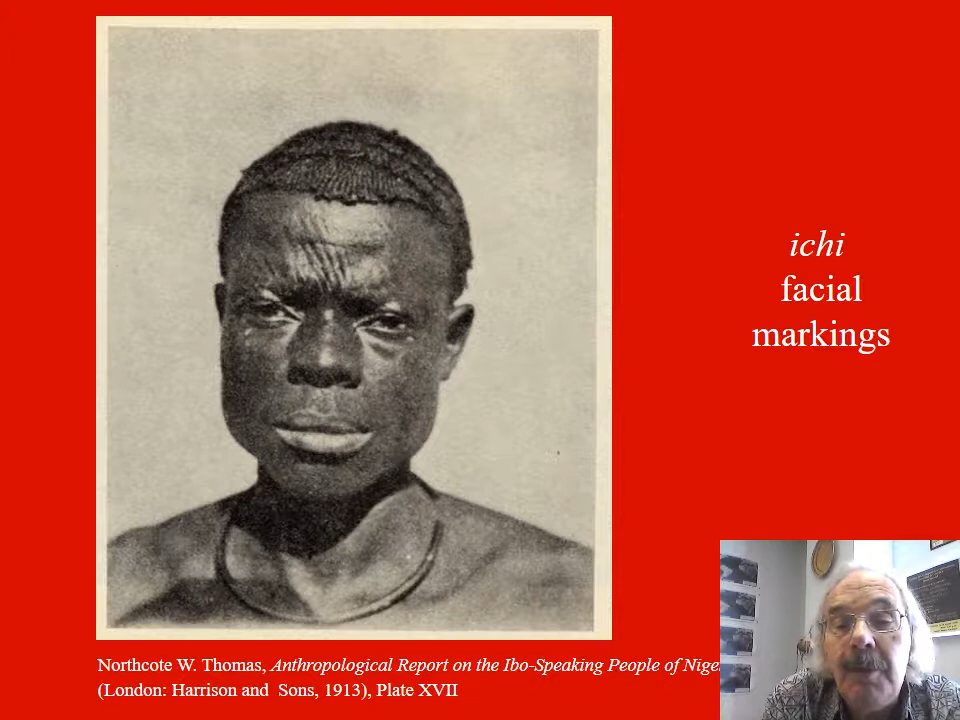 ichi
facial
markings
Northcote W. Thomas, Anthropological Report on the Ibo-Speaking People of
(London: Harrison and Sons, 1913), Plate XVII